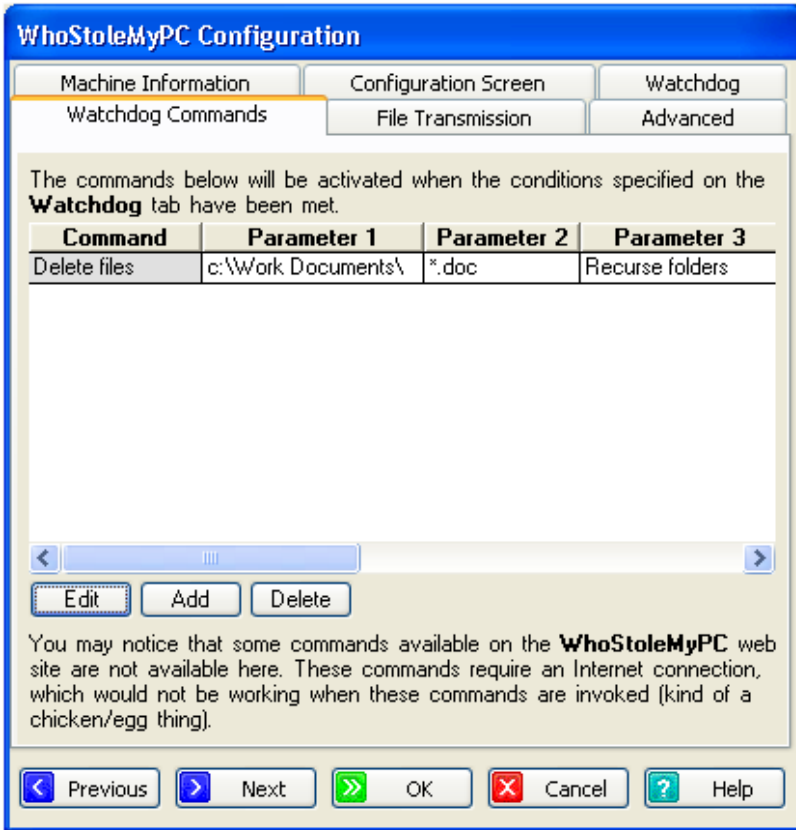 WhoStoleMyPC Configuration
Machine Information Configuration Screen Watchdog
Watchdog Commands File Transmission Advanced
The commands below will be activated when the conditions specified on the
Watchdog tab have been met.
Command Parameter 1 Parameter 2 Parameter 3
Delete files c:\Work Documents\ *.doc Recurse folders
Edit Add Delete
You may notice that some commands available on the WhoStoleMyPC web
site are not available here. These commands require an Internet connection,
which would not be working when these commands are invoked (kind of a
chicken/egg thing).
Previous Next OK Cancel Help